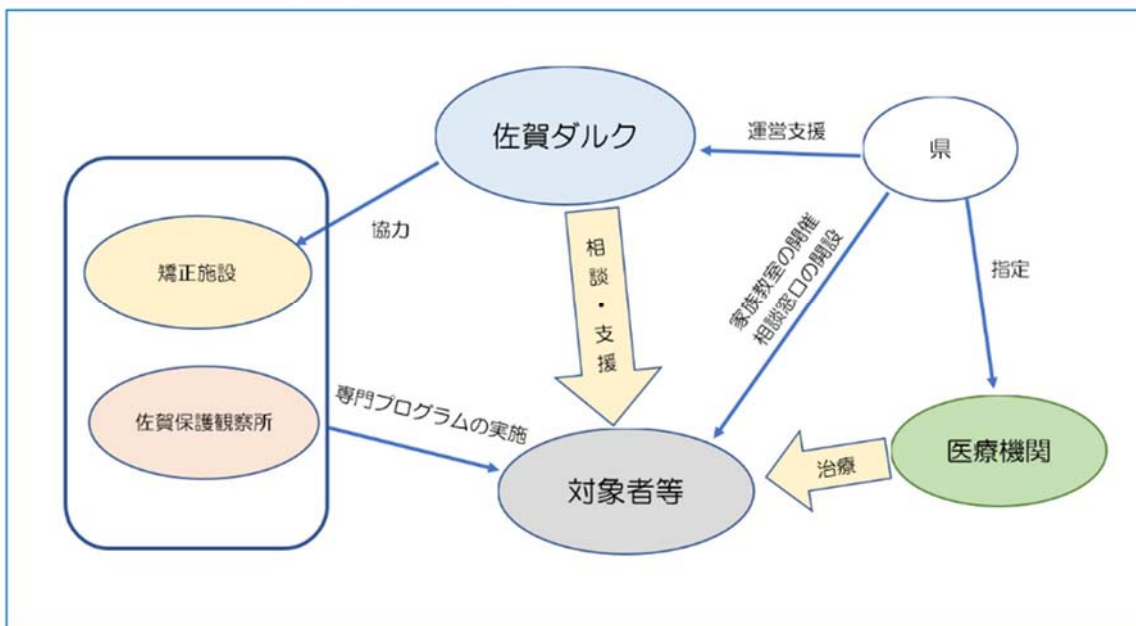 佐賀ダルク
運営支援
県
協力
矯正施設
相談・支援
家族教室の開催
相談窓口の開設
指定
佐賀保護観察所
専門プログラムの実施
対象者等
治療
医療機関